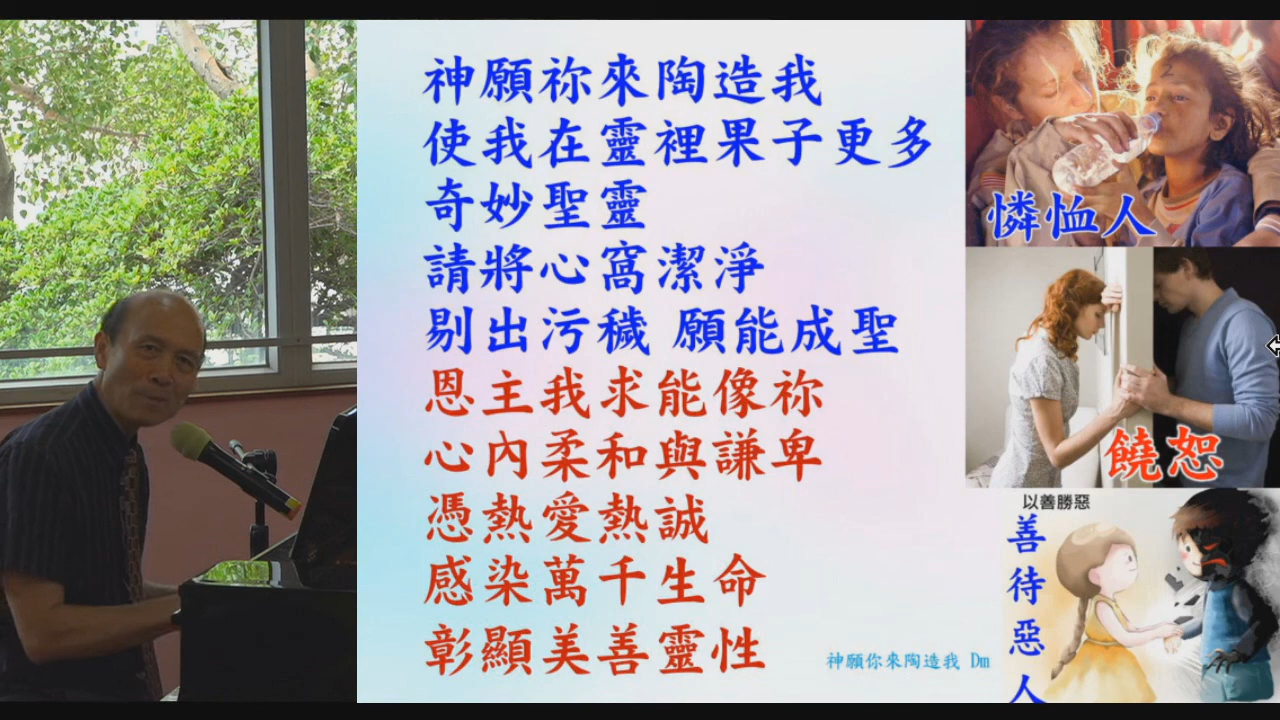 神願祢來陶造我
使我在靈裡果子更多
奇妙聖靈
請將心窩潔淨
剔出污穢 願能成聖
恩主我求能像祢
心內柔和與謙卑
憑熱愛熱誠
感染萬千生命
彰顯美善靈性
神願你來陶造我 Dm
憐恤人
饒恕
以善勝惡
善待惡人